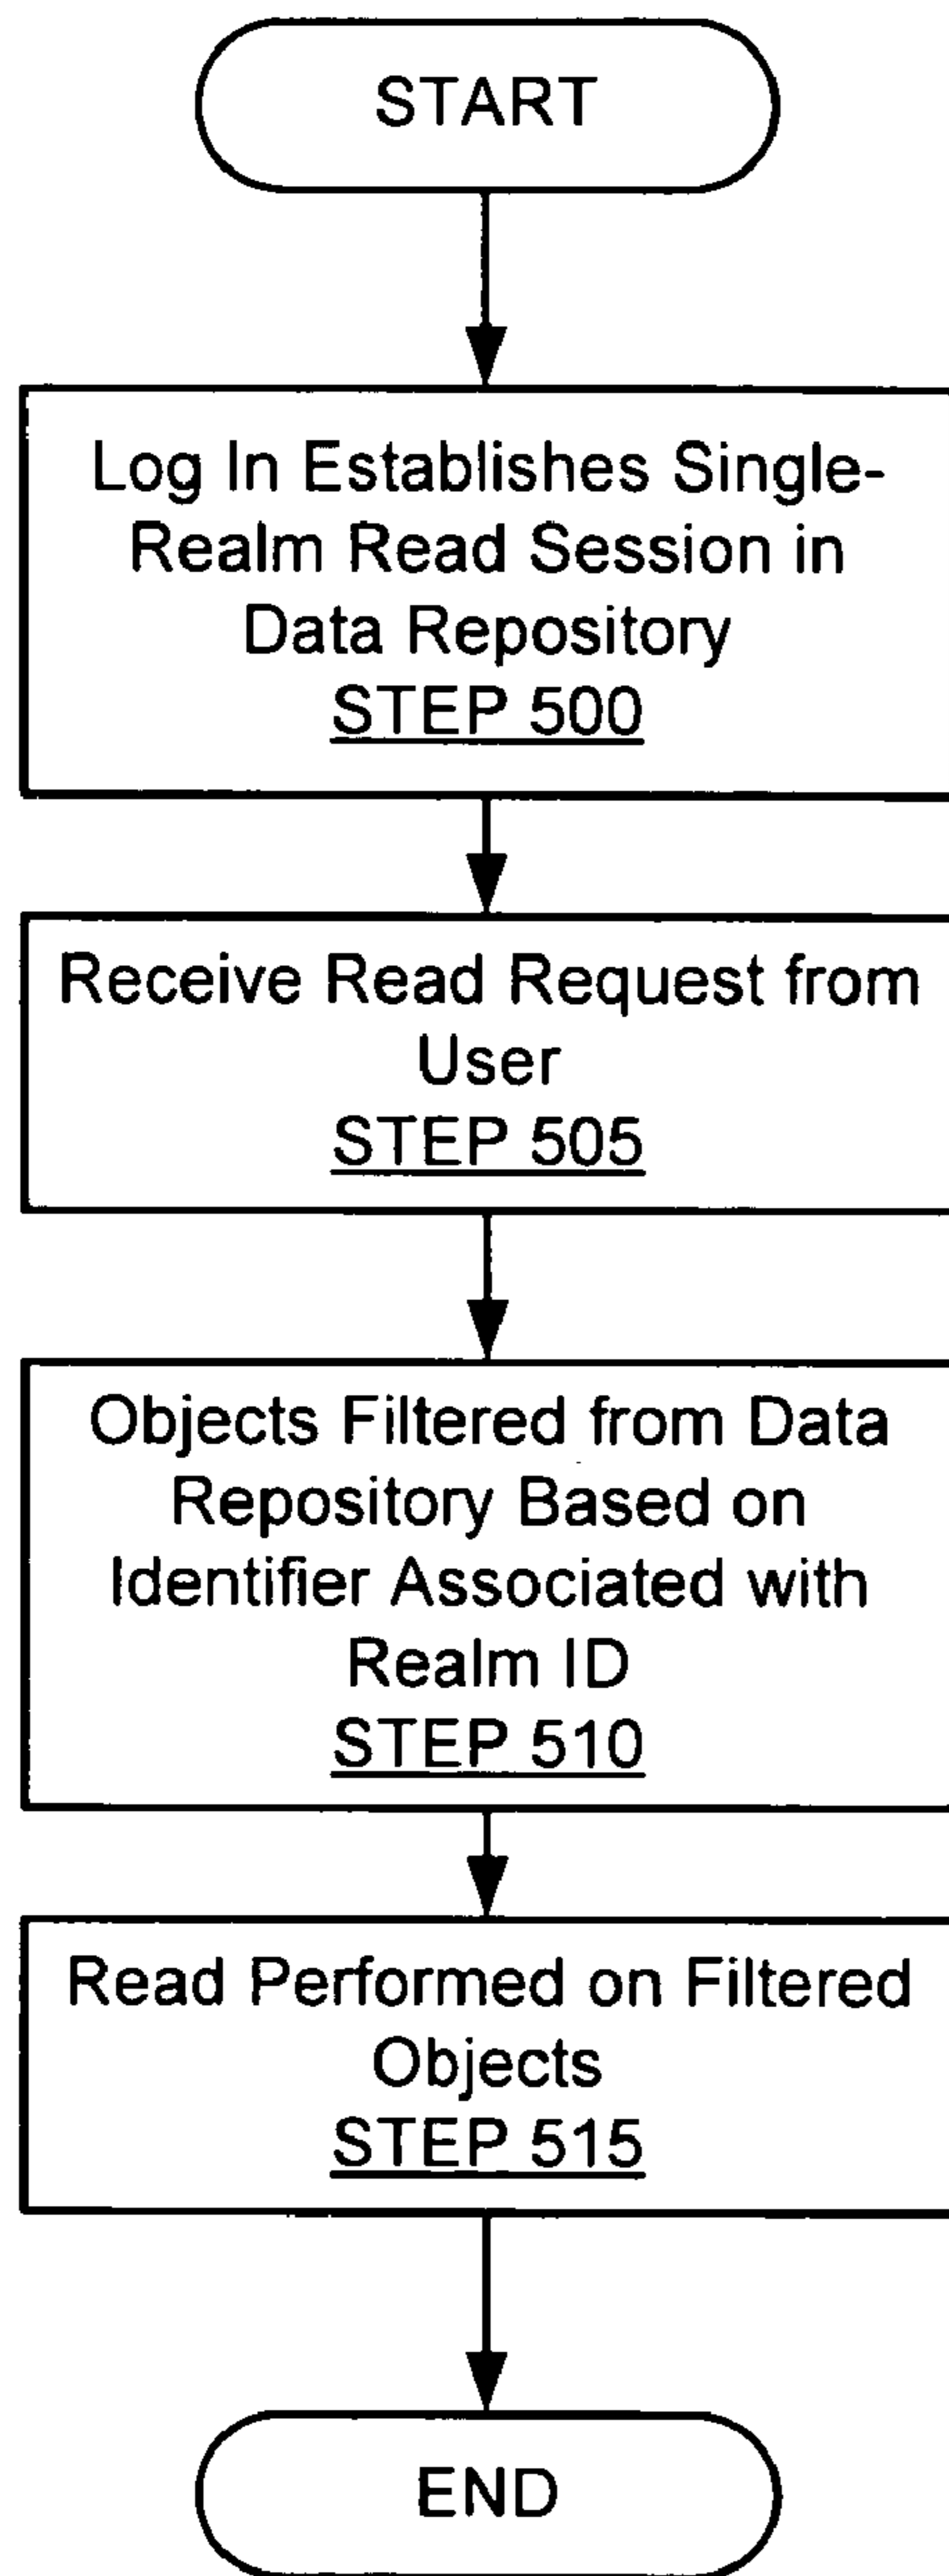 START
Log In Establishes Single-
Realm Read Session in
Data Repository
STEP 500
Receive Read Request from
User
STEP 505
Objects Filtered from Data
Repository Based on
Identifier Associated with
Realm ID
STEP 510
Read Performed on Filtered
Objects
STEP 515
END